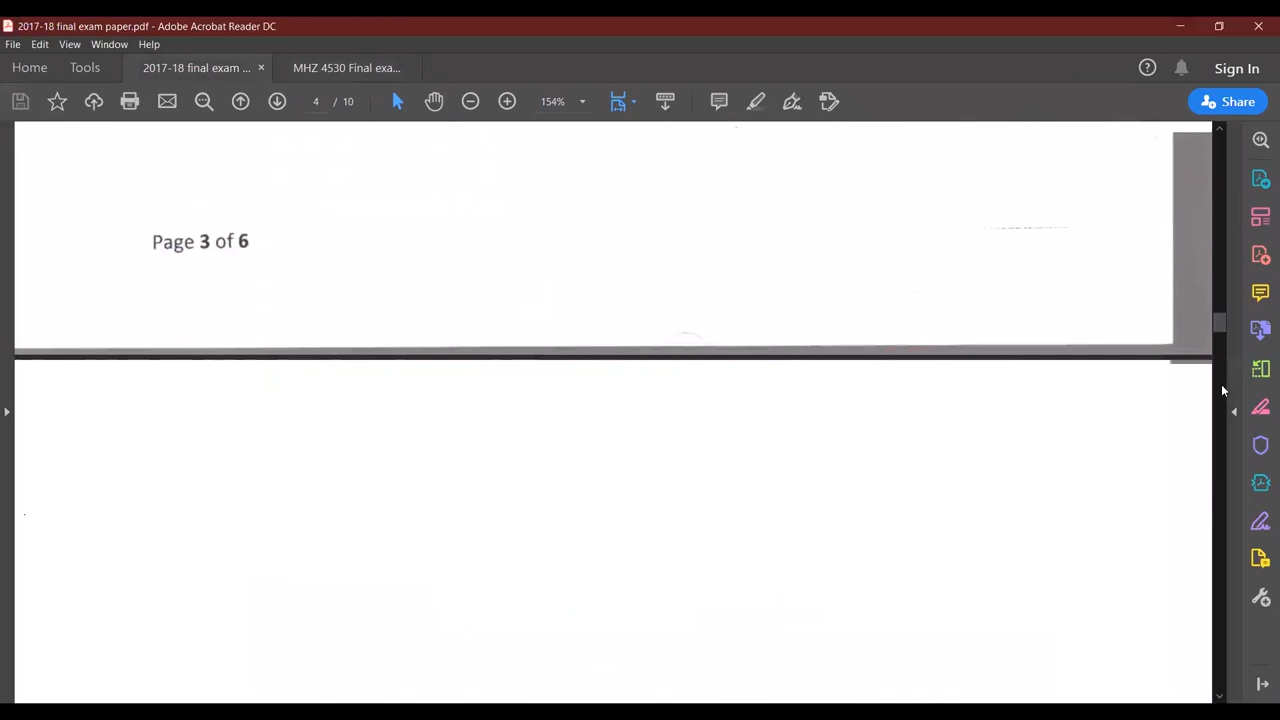 2017-18 final exam paper.pdf - Adobe Acrobat Reader DC
File Edit View Window Help
Home Tools 2017-18 final exam ... × MHZ 4530 Final exa... Sign In
4 / 10 154% Share
Page 3 of 6